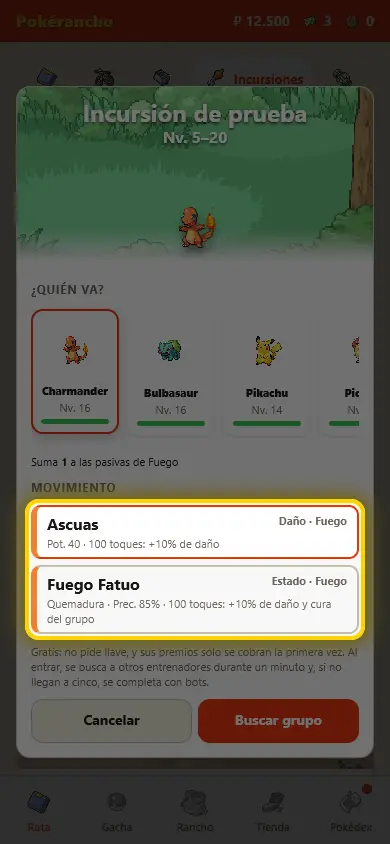 Pokérancho
₽ 12.500
3
0
Incursiones
Incursión de prueba
Nv. 5–20
¿QUIÉN VA?
Charmander
Nv. 16
Bulbasaur
Nv. 16
Pikachu
Nv. 14
Pic
Nv
Suma 1 a las pasivas de Fuego
MOVIMIENTO
Ascuas
Daño · Fuego
Pot. 40 · 100 toques: +10% de daño
Fuego Fatuo
Estado · Fuego
Quemadura · Prec. 85% · 100 toques: +10% de daño y cura
del grupo
Gratis: no pide llave, y sus premios solo se cobran la primera vez. Al
entrar, se busca a otros entrenadores durante un minuto y, si no
llegan a cinco, se completa con bots.
Cancelar
Buscar grupo
Ruta
Gacha
Rancho
Tienda
Pokédex